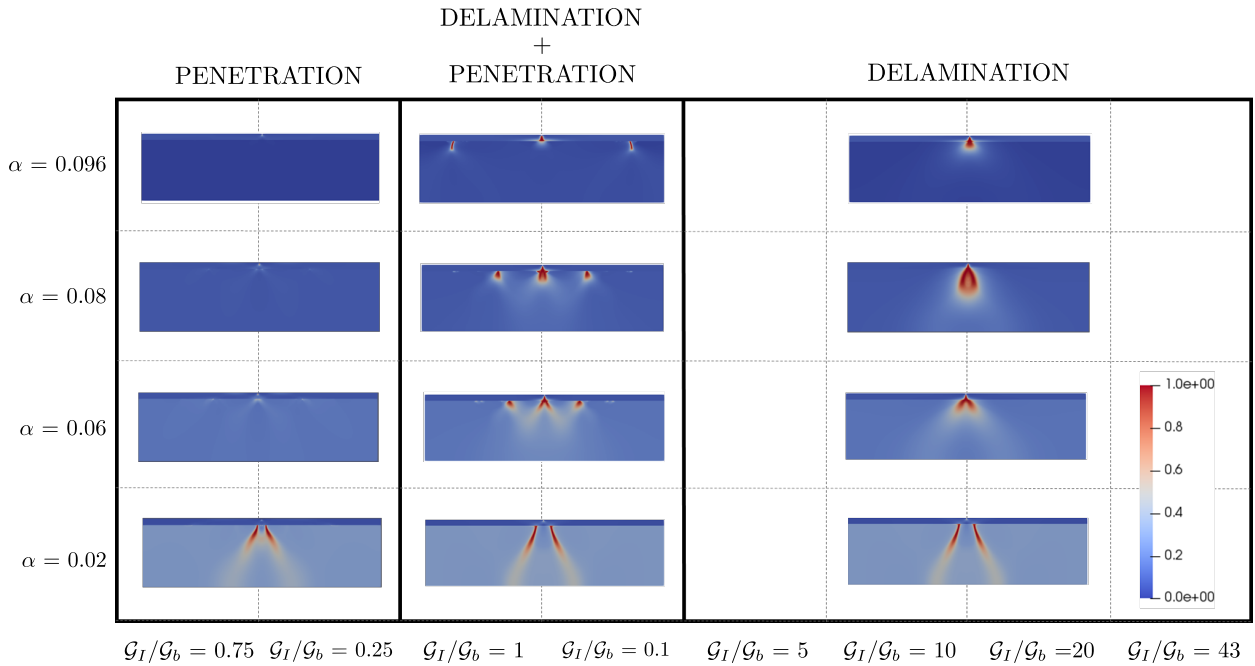 DELAMINATION
+
PENETRATION
PENETRATION
DELAMINATION
α = 0.096
α = 0.08
α = 0.06
α = 0.02
1.0e+00
0.8
0.6
0.4
0.2
0.0e+00
𝒢_I/𝒢_b = 0.75 𝒢_I/𝒢_b = 0.25 𝒢_I/𝒢_b = 1 𝒢_I/𝒢_b = 0.1 𝒢_I/𝒢_b = 5 𝒢_I/𝒢_b = 10 𝒢_I/𝒢_b =20 𝒢_I/𝒢_b = 43